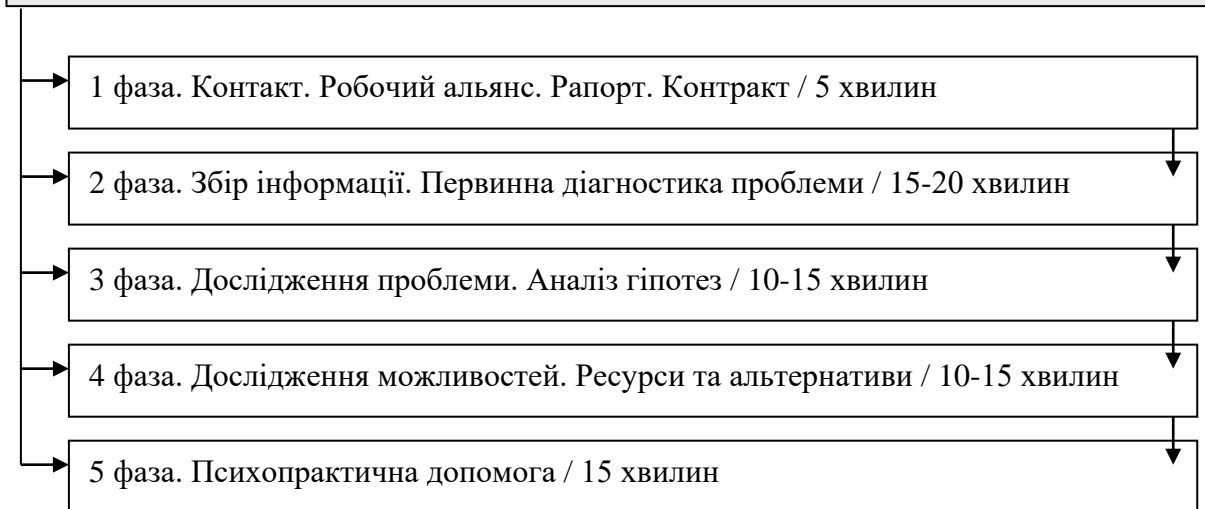 1 фаза. Контакт. Робочий альянс. Рапорт. Контракт / 5 хвилин
2 фаза. Збір інформації. Первинна діагностика проблеми / 15-20 хвилин
3 фаза. Дослідження проблеми. Аналіз гіпотез / 10-15 хвилин
4 фаза. Дослідження можливостей. Ресурси та альтернативи / 10-15 хвилин
5 фаза. Психопрактична допомога / 15 хвилин